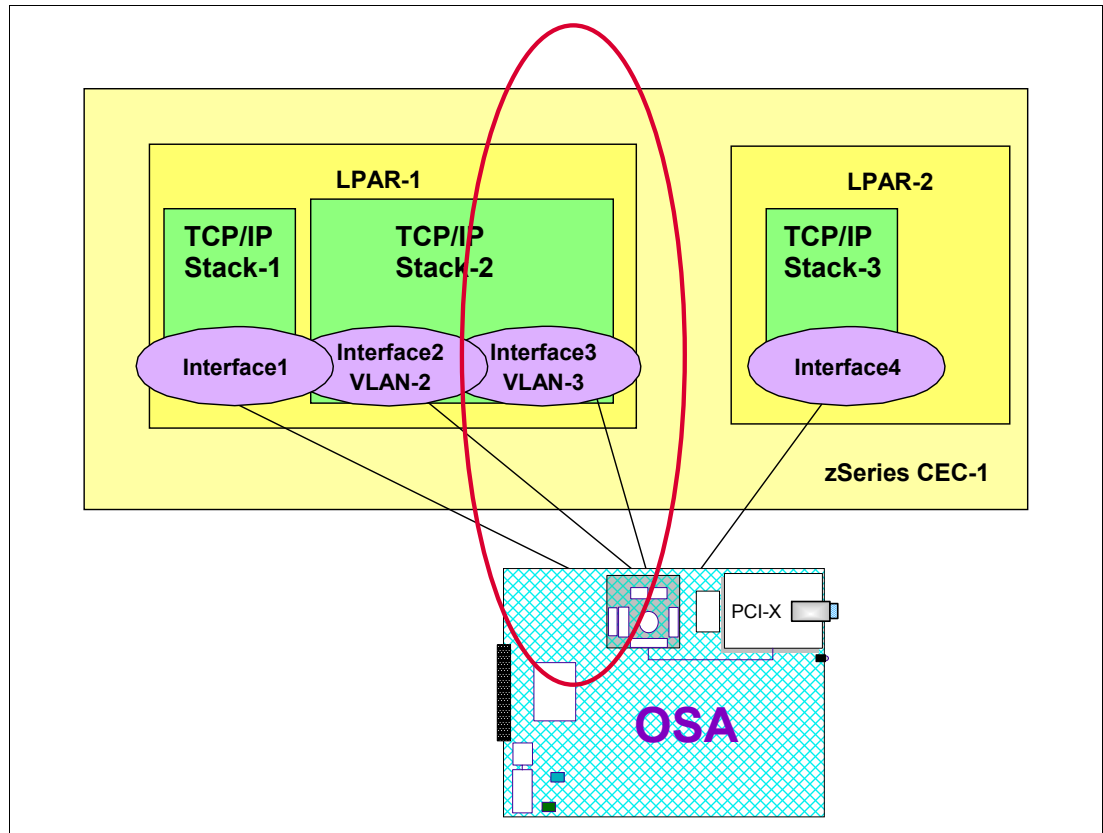 LPAR-1
LPAR-2
TCP/IP
Stack-1
TCP/IP
Stack-2
TCP/IP
Stack-3
Interface1
Interface2
VLAN-2
Interface3
VLAN-3
Interface4
zSeries CEC-1
PCI-X
OSA